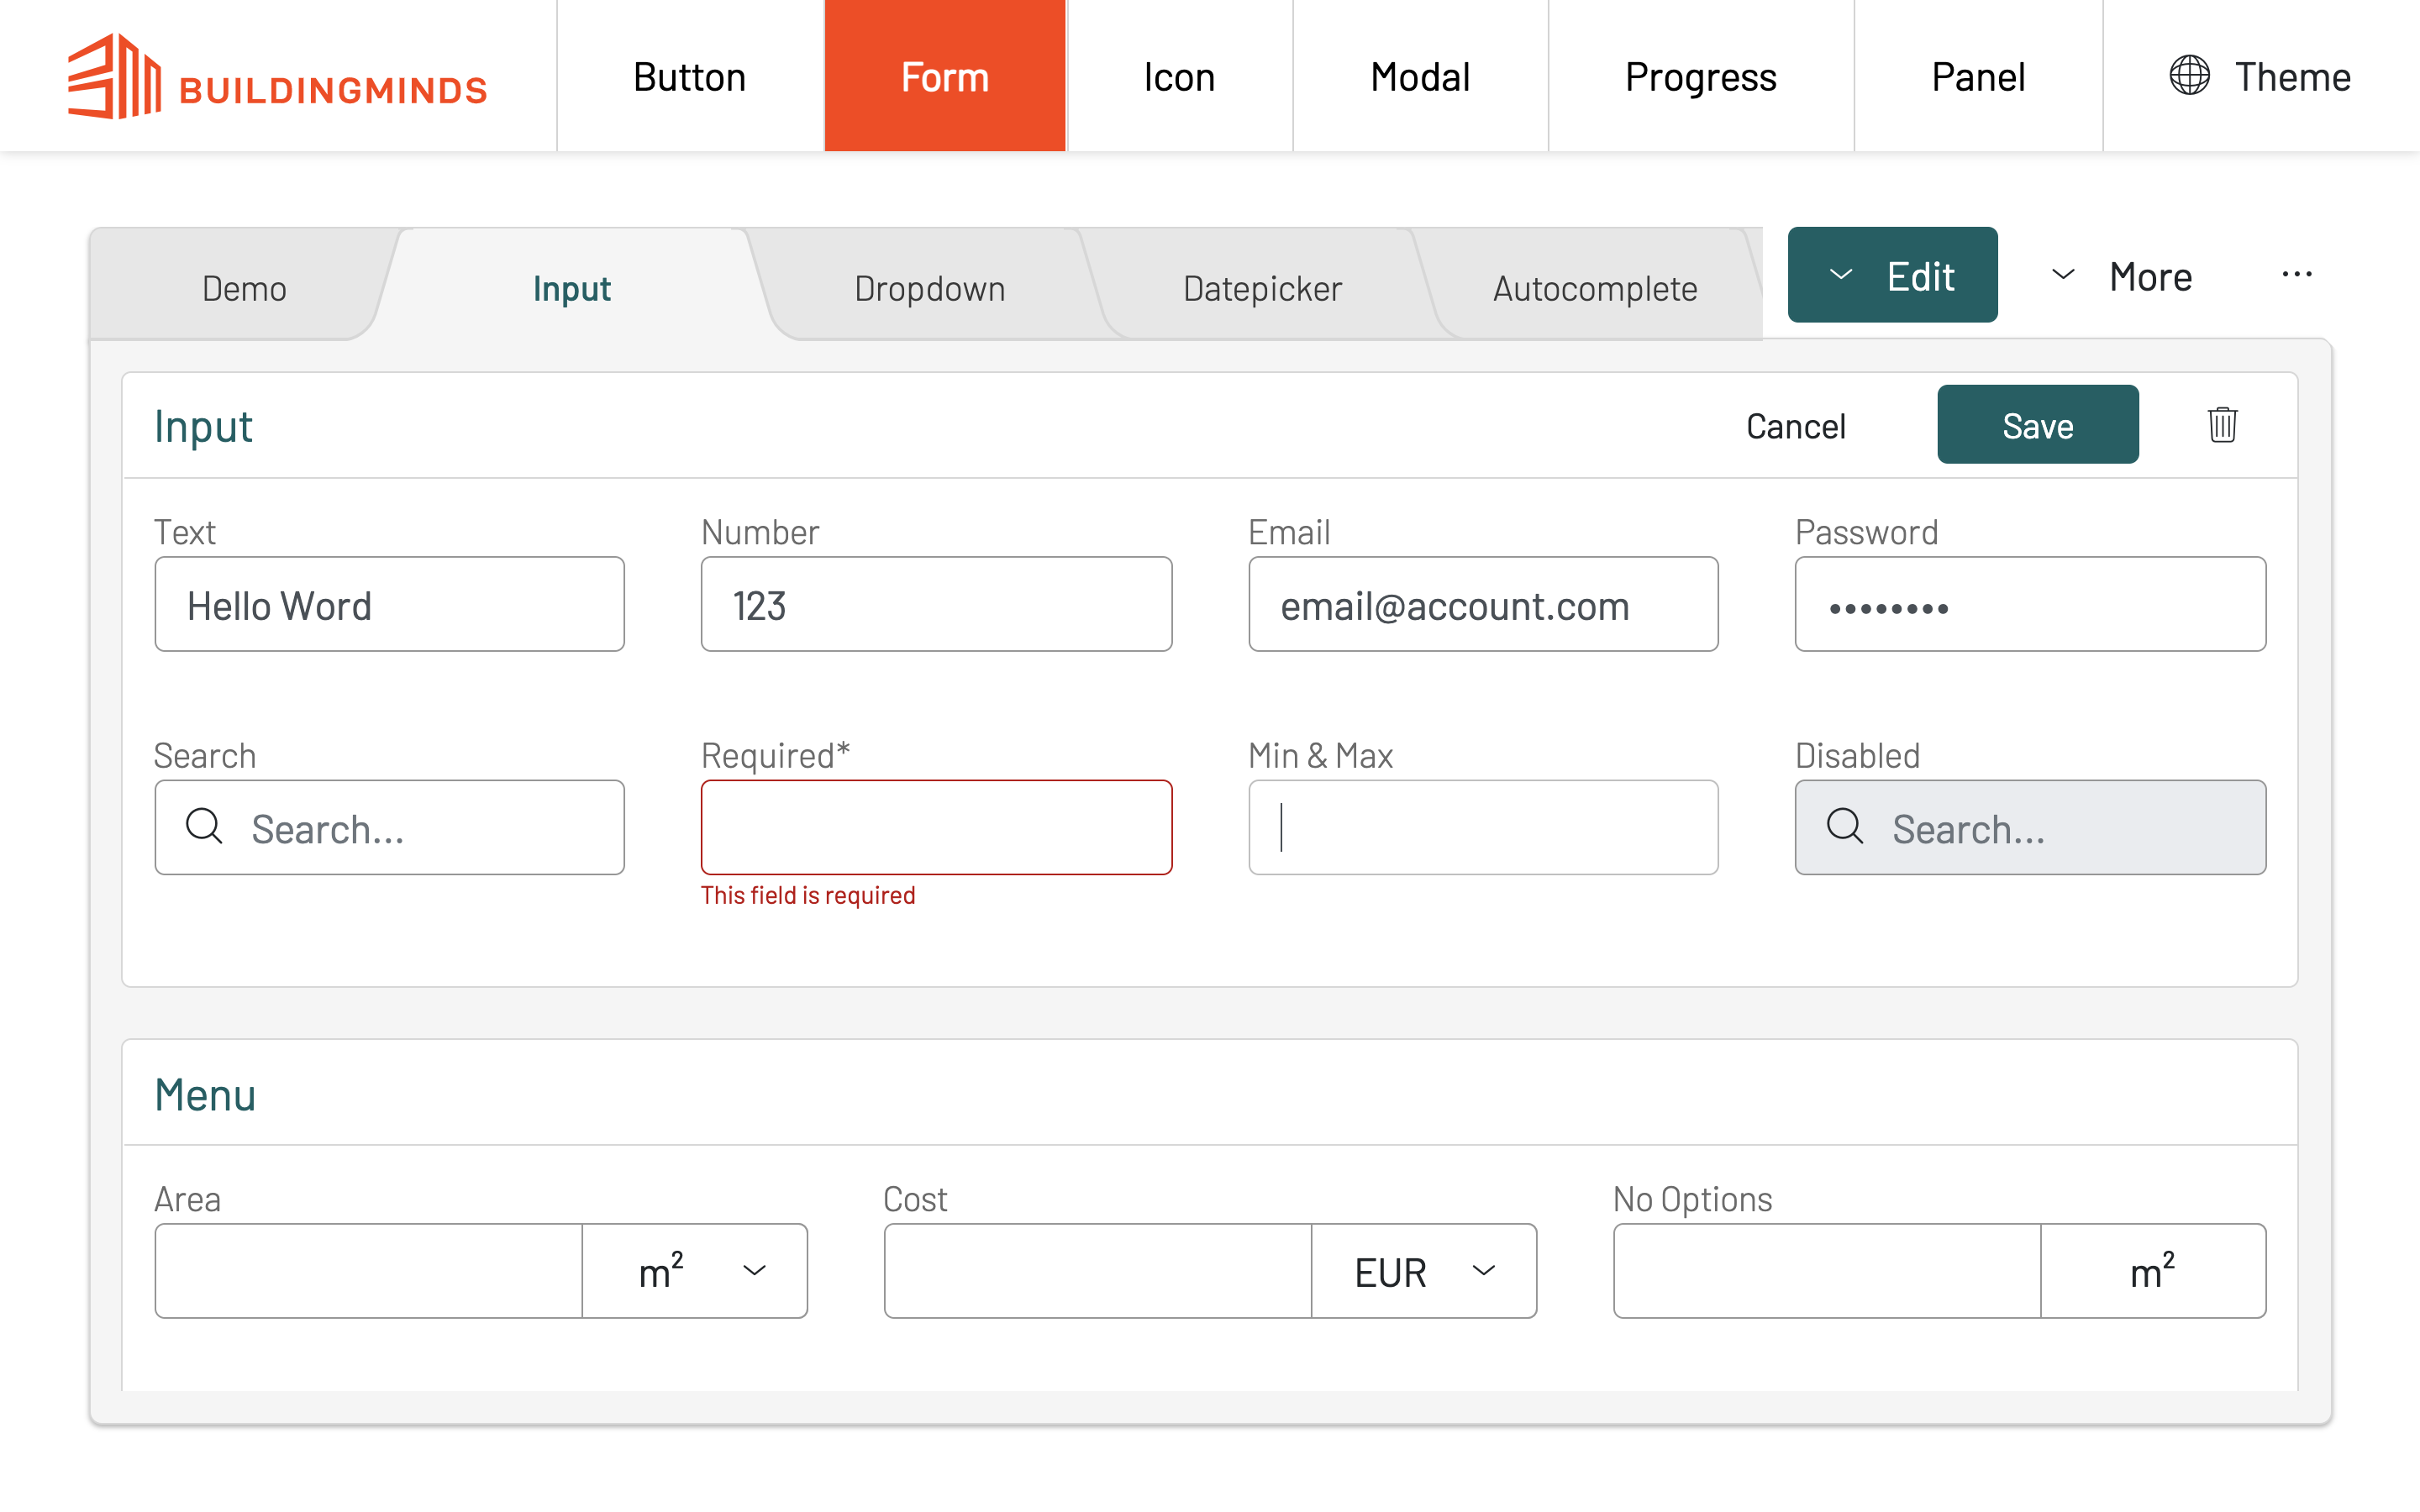 BUILDINGMINDS
Button
Form
Icon
Modal
Progress
Panel
Theme
Demo
Input
Dropdown
Datepicker
Autocomplete
Edit
More
...
Input
Cancel
Save
Text
Number
Email
Password
Hello Word
123
email@account.com
••••••••
Search
Required*
Min & Max
Disabled
Search...
Search...
This field is required
Menu
Area
Cost
No Options
m²
EUR
m²